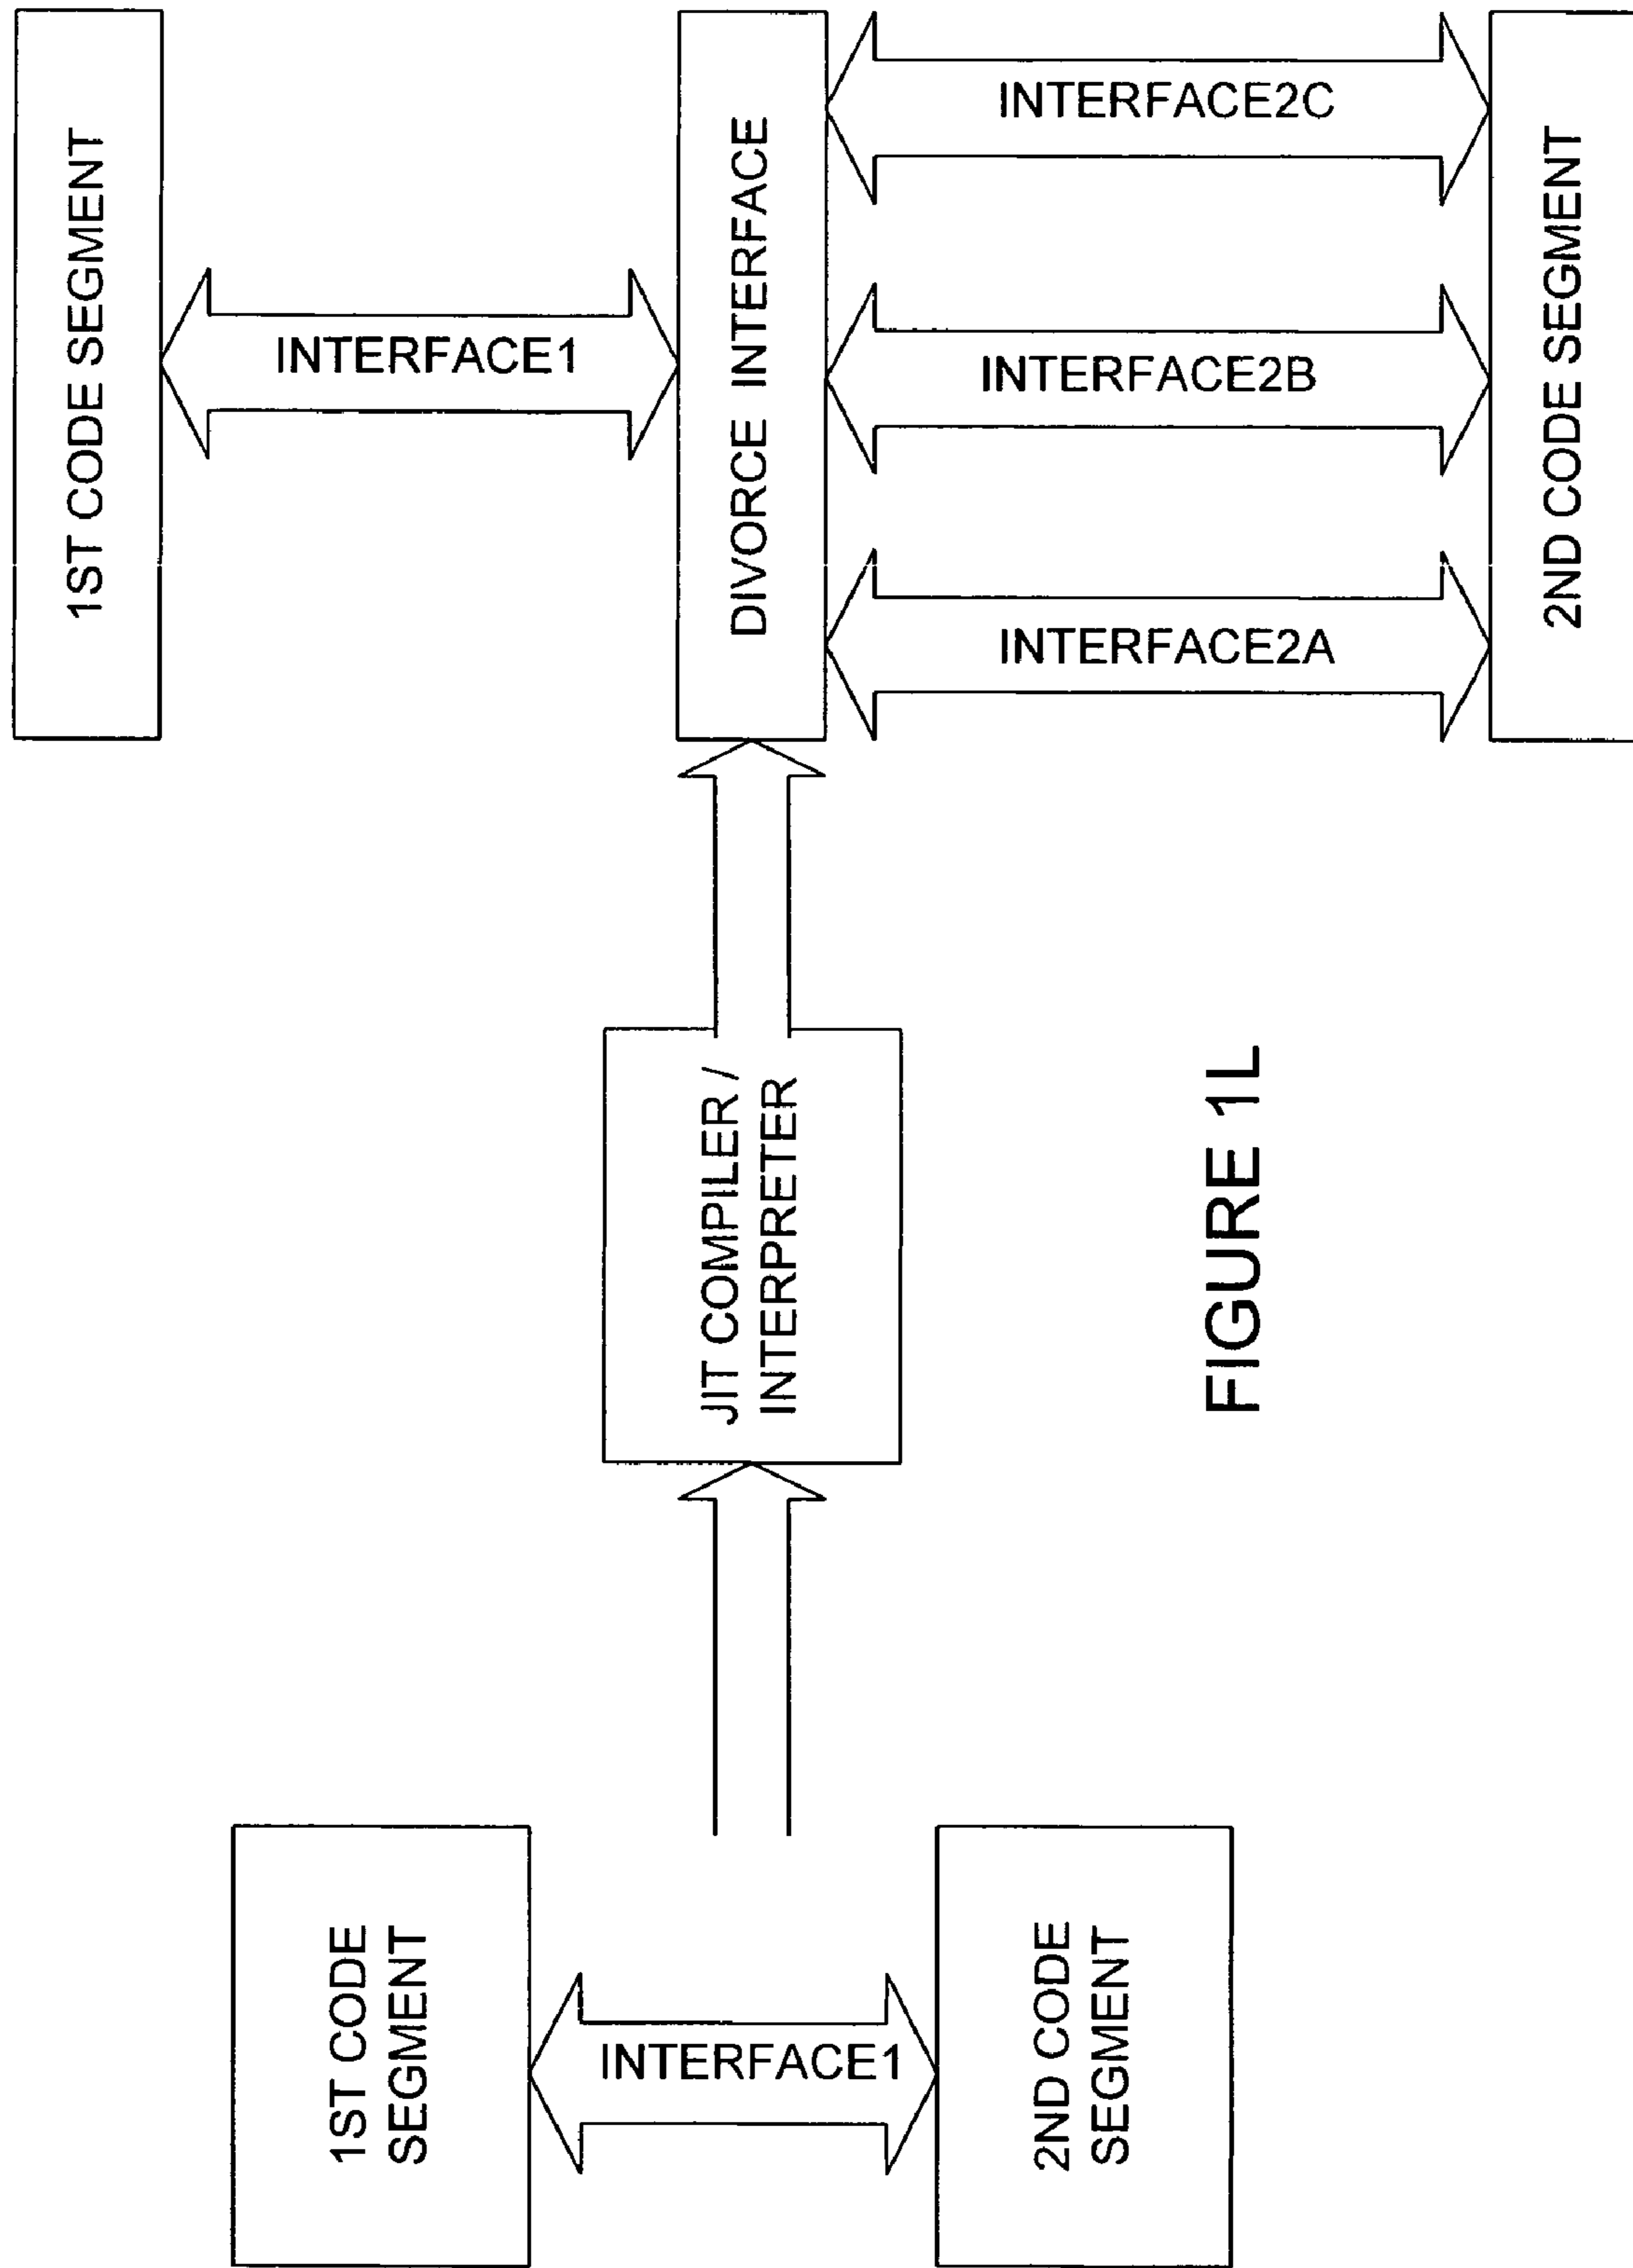 1ST CODE
SEGMENT
INTERFACE1
2ND CODE
SEGMENT
JIT COMPILER /
INTERPRETER
1ST CODE SEGMENT
INTERFACE1
DIVORCE INTERFACE
INTERFACE2A
INTERFACE2B
INTERFACE2C
2ND CODE SEGMENT
FIGURE 1L